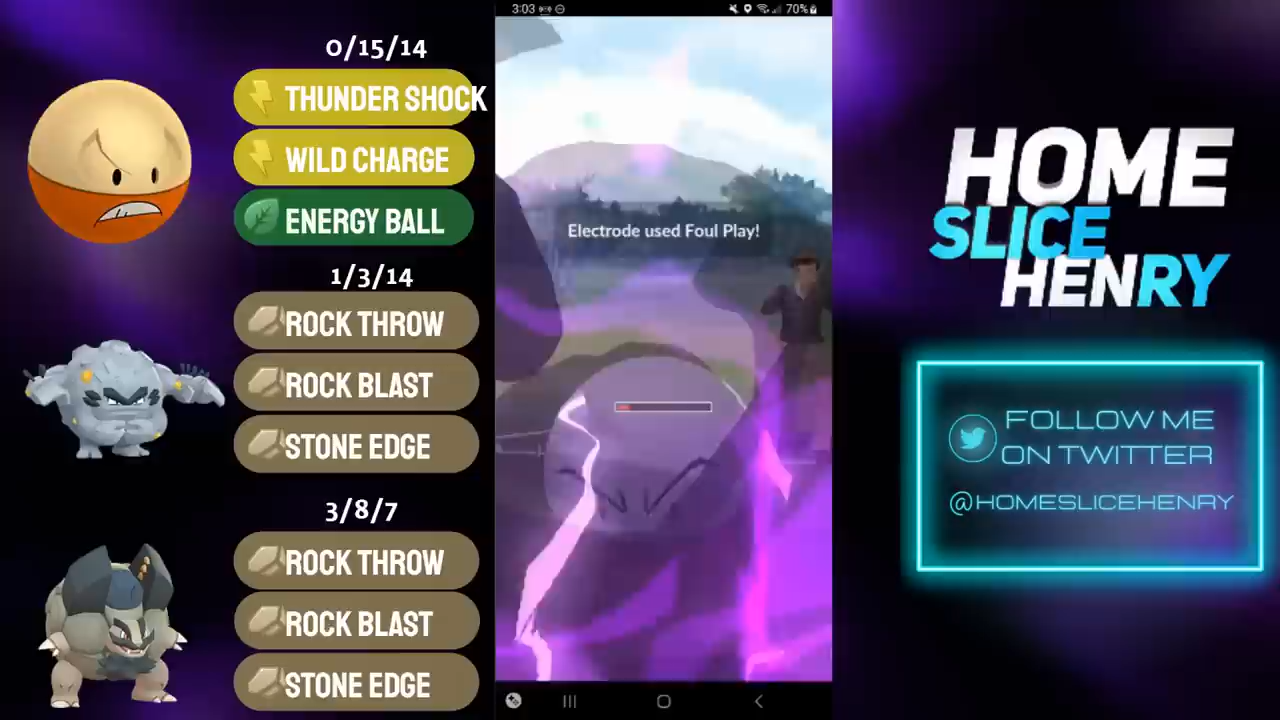 0/15/14
THUNDER SHOCK
WILD CHARGE
ENERGY BALL
1/3/14
ROCK THROW
ROCK BLAST
STONE EDGE
3/8/7
ROCK THROW
ROCK BLAST
STONE EDGE
3:03
70%
Electrode used Foul Play!
HOME
SLICE
HENRY
FOLLOW ME
ON TWITTER
@HOMESLICEHENRY